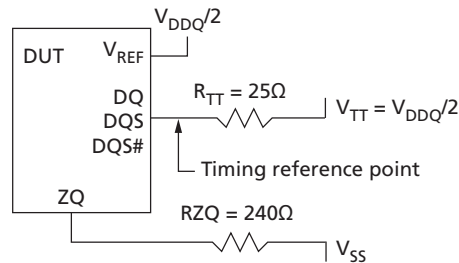 V_DDQ/2
DUT
V_REF
DQ
DQS
DQS#
R_TT = 25Ω
V_TT = V_DDQ/2
Timing reference point
ZQ
RZQ = 240Ω
V_SS